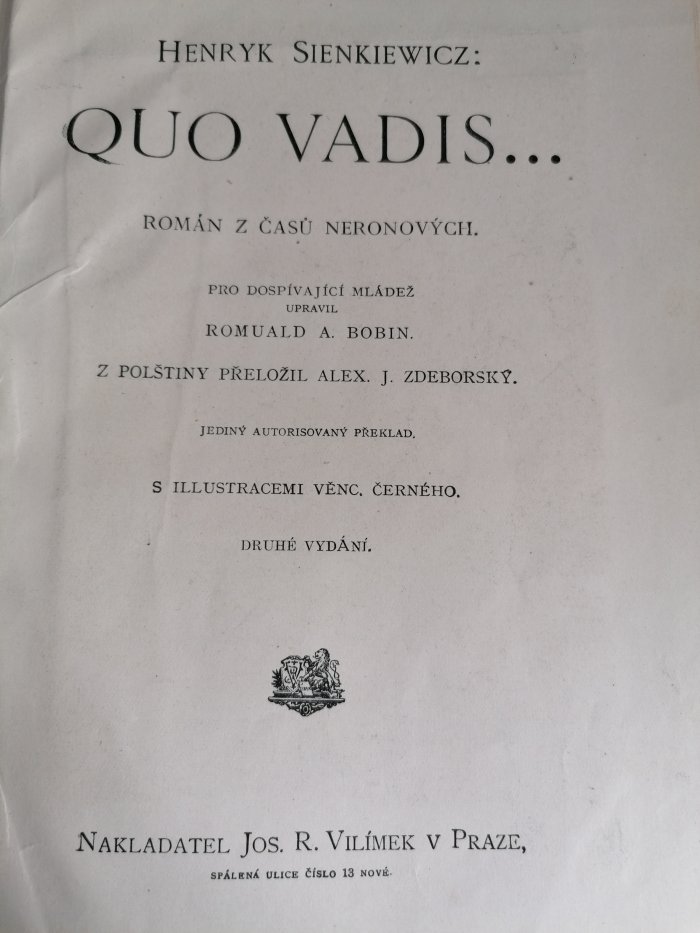 HENRYK SIENKIEWICZ:
QUO VADIS...
ROMÁN Z ČASŮ NERONOVÝCH.
PRO DOSPÍVAJÍCÍ MLÁDEŽ
UPRAVIL
ROMUALD A. BOBIN.
Z POLŠTINY PŘELOŽIL ALEX. J. ZDEBORSKÝ.
JEDINÝ AUTORISOVANÝ PŘEKLAD.
S ILLUSTRACEMI VĚNC. ČERNÉHO.
DRUHÉ VYDÁNÍ.
NAKLADATEL JOS. R. VILÍMEK V PRAZE,
SPÁLENÁ ULICE ČÍSLO 13 NOVÉ.